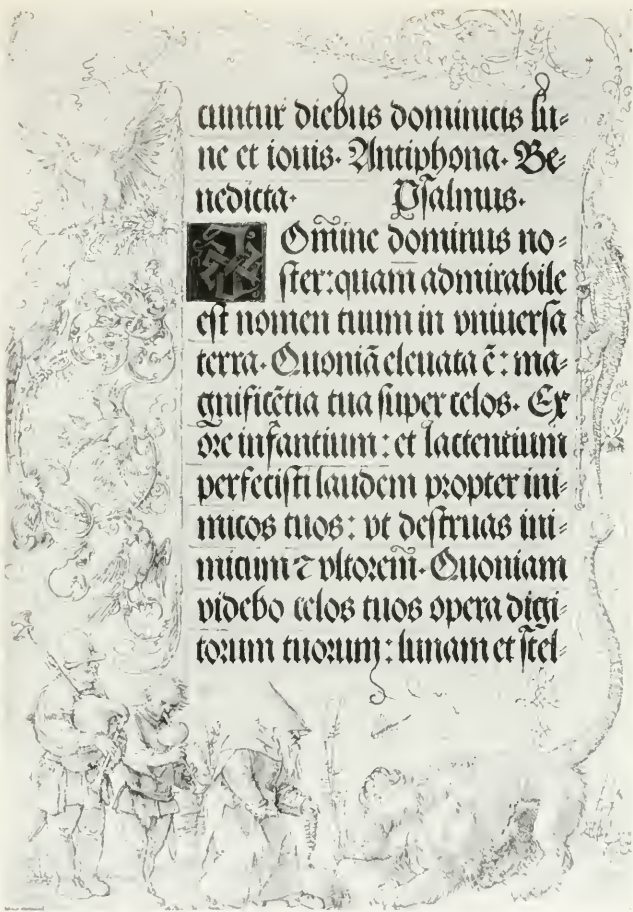 cuntur diebus dominicis lu-
ne et iouis. Antiphona. Be-
nedicta. Psalmus.
DOmine dominus no-
ster: quam admirabile
est nomen tuum in vniuersa
terra. Quoniã eleuata ē: ma-
gnificētia tua super celos. Ex
ore infantium: et lactentium
perfecisti laudem propter ini-
micos tuos: vt destruas ini-
micum ⁊ vltorem. Quoniam
videbo celos tuos opera digi-
torum tuorum: lunam et stel-